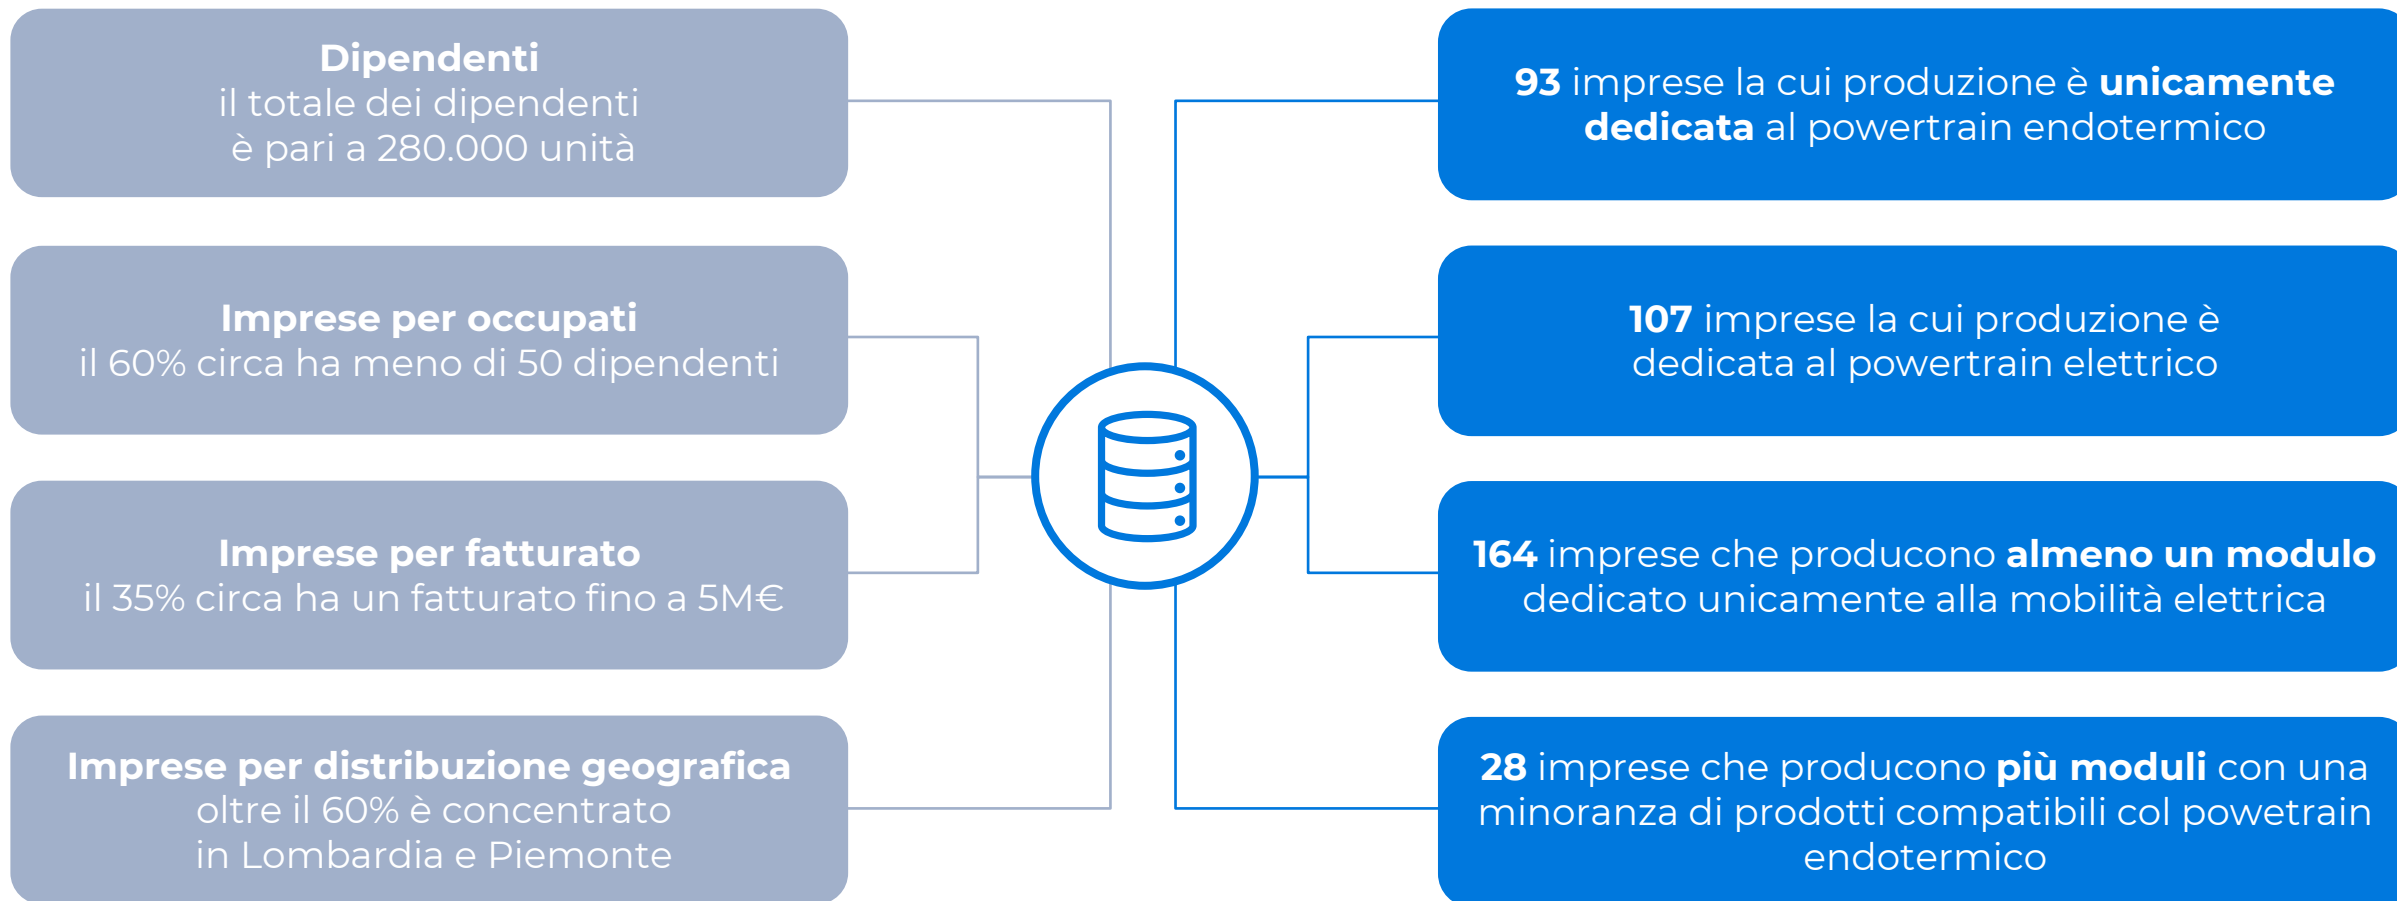 Dipendenti
il totale dei dipendenti
è pari a 280.000 unità
Imprese per occupati
il 60% circa ha meno di 50 dipendenti
Imprese per fatturato
il 35% circa ha un fatturato fino a 5M€
Imprese per distribuzione geografica
oltre il 60% è concentrato
in Lombardia e Piemonte
93 imprese la cui produzione è unicamente
dedicata al powertrain endotermico
107 imprese la cui produzione è
dedicata al powertrain elettrico
164 imprese che producono almeno un modulo
dedicato unicamente alla mobilità elettrica
28 imprese che producono più moduli con una
minoranza di prodotti compatibili col powetrain
endotermico